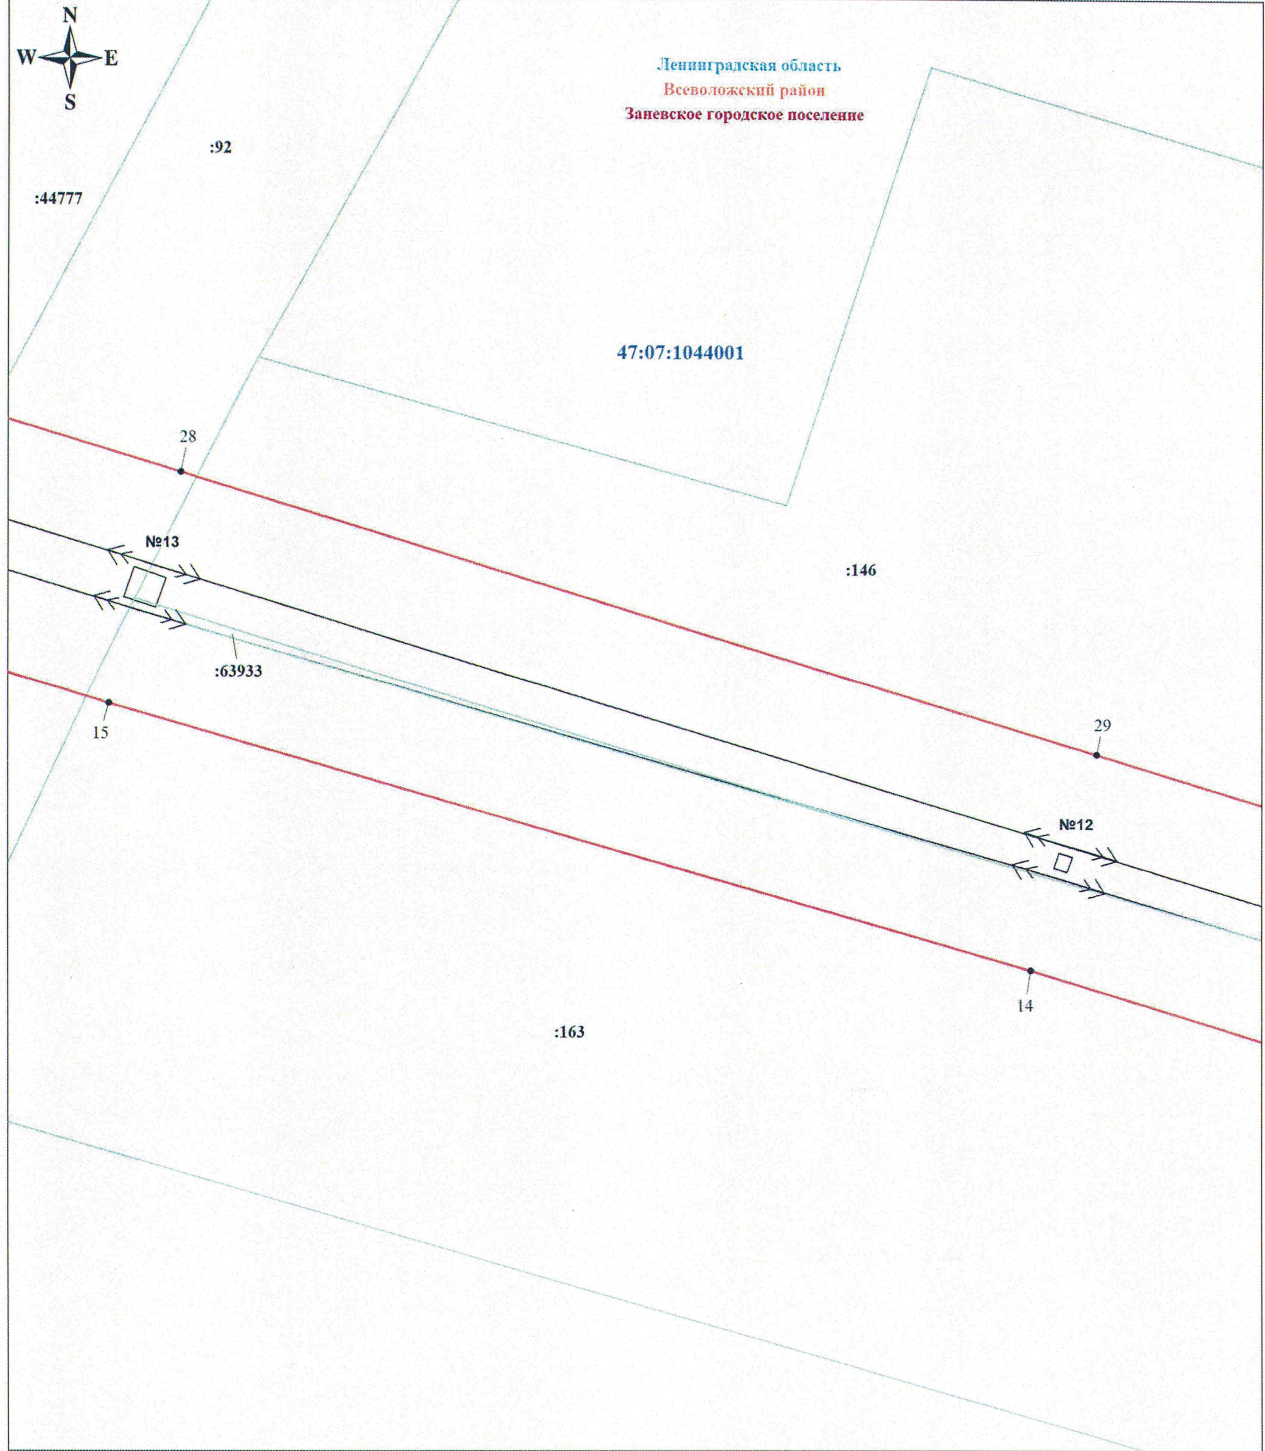 N
W E
S
Ленинградская область
Всеволожский район
Заневское городское поселение
:92
:44777
47:07:1044001
28
№13
:146
:63933
15
29
№12
14
:163